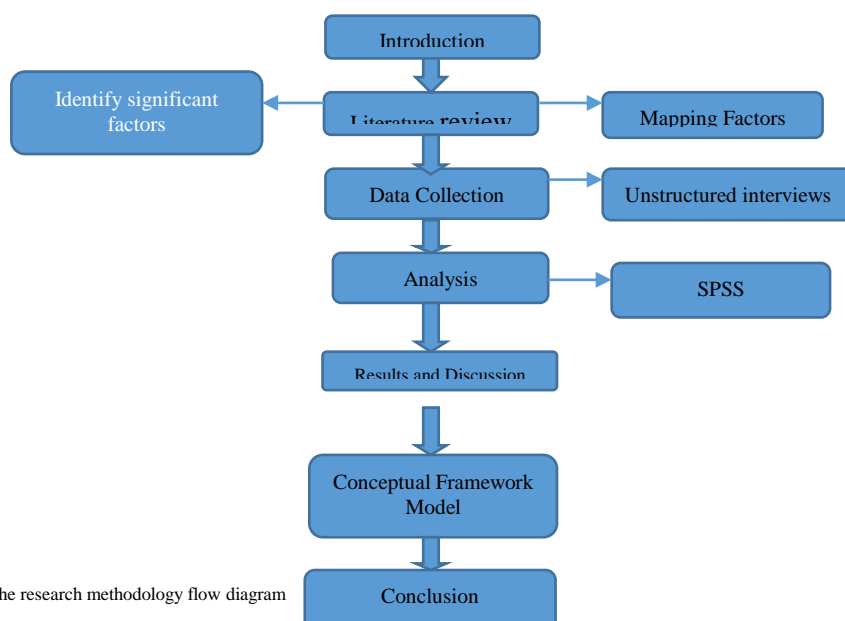 Introduction
Identify significant
factors
Literature review
Mapping Factors
Data Collection
Unstructured interviews
Analysis
SPSS
Results and Discussion
Conceptual Framework
Model
he research methodology flow diagram
Conclusion